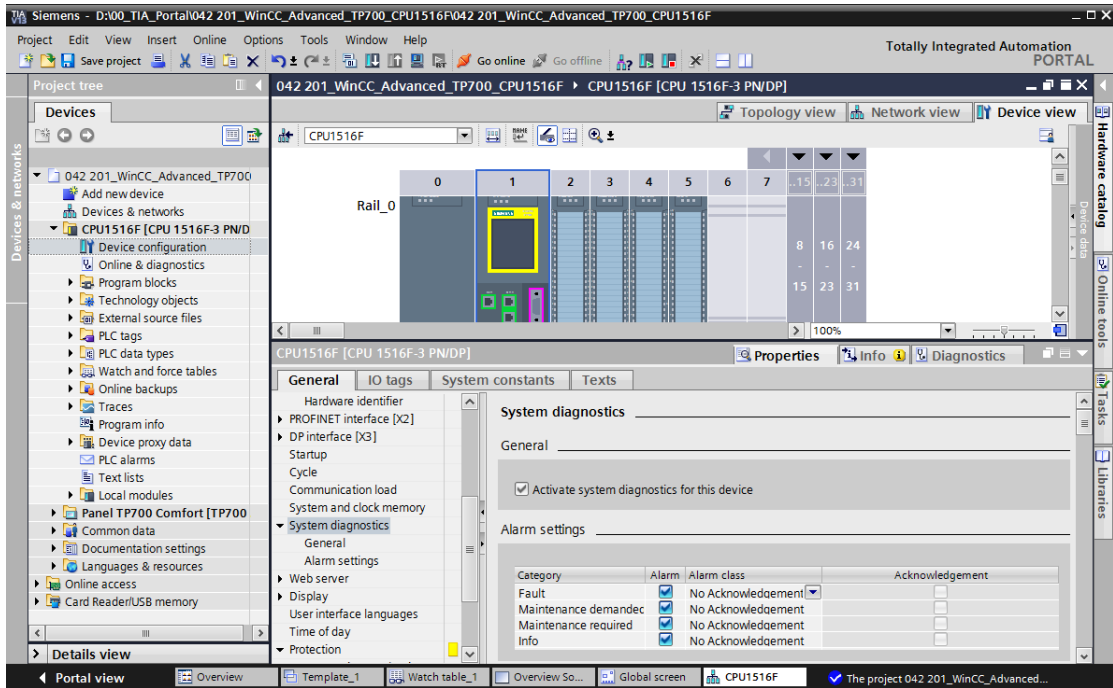 Siemens - D:\00_TIA_Portal\042 201_WinCC_Advanced_TP700_CPU1516F\042 201_WinCC_Advanced_TP700_CPU1516F
Project Edit View Insert Online Options Tools Window Help
Totally Integrated Automation
PORTAL
Save project Go online Go offline
Project tree
Devices
Devices & networks
042 201_WinCC_Advanced_TP700
Add new device
Devices & networks
CPU1516F [CPU 1516F-3 PN/D
Device configuration
Online & diagnostics
Program blocks
Technology objects
External source files
PLC tags
PLC data types
Watch and force tables
Online backups
Traces
Program info
Device proxy data
PLC alarms
Text lists
Local modules
Panel TP700 Comfort [TP700
Common data
Documentation settings
Languages & resources
Online access
Card Reader/USB memory
Details view
042 201_WinCC_Advanced_TP700_CPU1516F CPU1516F [CPU 1516F-3 PN/DP]
Topology view Network view Device view
CPU1516F
0 1 2 3 4 5 6 7 ..15 ..23 ..31
Rail_0
SIEMENS
8 16 24
- - -
15 23 31
100%
Device data
CPU1516F [CPU 1516F-3 PN/DP]
Properties Info Diagnostics
General IO tags System constants Texts
Hardware identifier
PROFINET interface [X2]
DP interface [X3]
Startup
Cycle
Communication load
System and clock memory
System diagnostics
General
Alarm settings
Web server
Display
User interface languages
Time of day
Protection
System diagnostics
General
Activate system diagnostics for this device
Alarm settings
Category Alarm Alarm class Acknowledgement
Fault No Acknowledgement
Maintenance demanded No Acknowledgement
Maintenance required No Acknowledgement
Info No Acknowledgement
Hardware catalog
Online tools
Tasks
Libraries
Portal view Overview Template_1 Watch table_1 Overview So... Global screen CPU1516F The project 042 201_WinCC_Advanced...